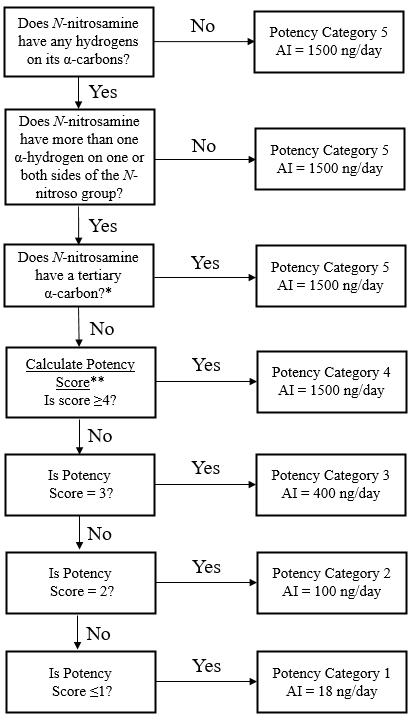 Does N-nitrosamine
have any hydrogens
on its α-carbons?
No
Potency Category 5
AI = 1500 ng/day
Yes
Does N-nitrosamine
have more than one
α-hydrogen on one or
both sides of the N-
nitroso group?
No
Potency Category 5
AI = 1500 ng/day
Yes
Does N-nitrosamine
have a tertiary
α-carbon?*
Yes
Potency Category 5
AI = 1500 ng/day
No
Calculate Potency
Score**
Is score ≥4?
Yes
Potency Category 4
AI = 1500 ng/day
No
Is Potency
Score = 3?
Yes
Potency Category 3
AI = 400 ng/day
No
Is Potency
Score = 2?
Yes
Potency Category 2
AI = 100 ng/day
No
Is Potency
Score ≤1?
Yes
Potency Category 1
AI = 18 ng/day